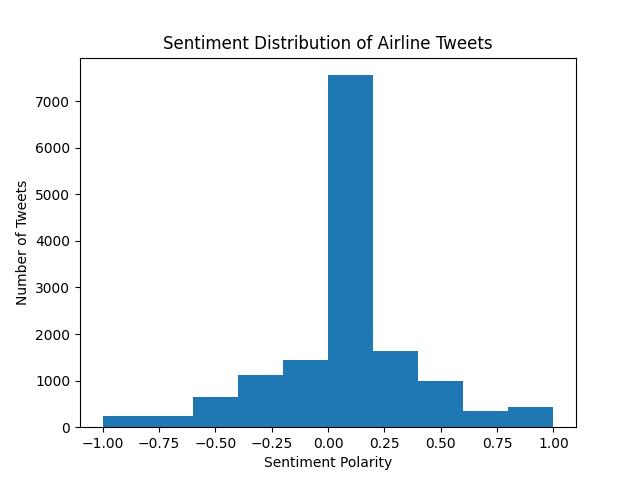 Sentiment Distribution of Airline Tweets
7000
6000
5000
4000
3000
2000
1000
0
Number of Tweets
−1.00 −0.75 −0.50 −0.25 0.00 0.25 0.50 0.75 1.00
Sentiment Polarity